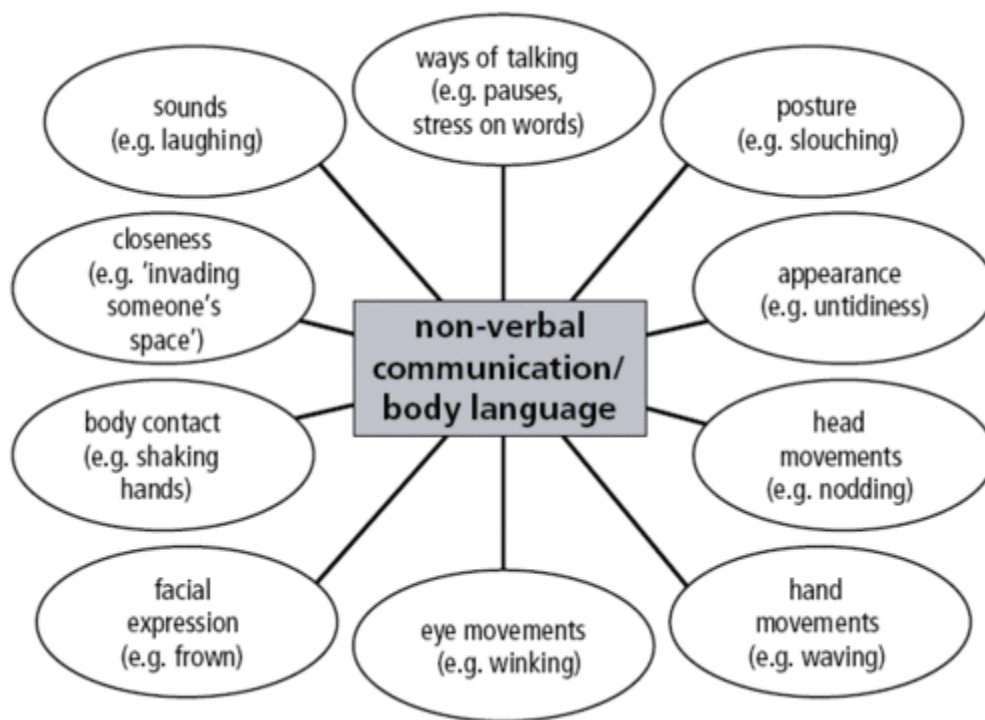 ways of talking
(e.g. pauses,
stress on words)
sounds
(e.g. laughing)
posture
(e.g. slouching)
closeness
(e.g. ‘invading
someone’s
space’)
appearance
(e.g. untidiness)
non-verbal
communication/
body language
body contact
(e.g. shaking
hands)
head
movements
(e.g. nodding)
facial
expression
(e.g. frown)
eye movements
(e.g. winking)
hand
movements
(e.g. waving)